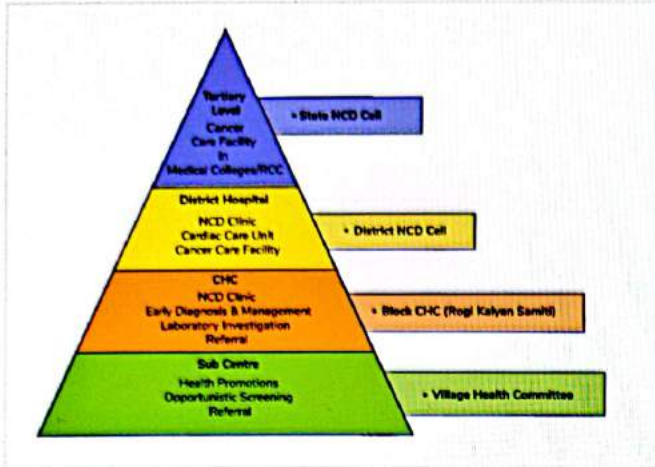 Tertiary
Level
Cancer
Care Facility
In
Medical Colleges/RCC
• State NCD Cell
District Hospital
NCD Clinic
Cardiac Care Unit
Cancer Care Facility
• District NCD Cell
CHC
NCD Clinic
Early Diagnosis & Management
Laboratory Investigation
Referral
• Block CHC (Rogi Kalyan Samiti)
Sub Centre
Health Promotions
Opportunistic Screening
Referral
• Village Health Committee